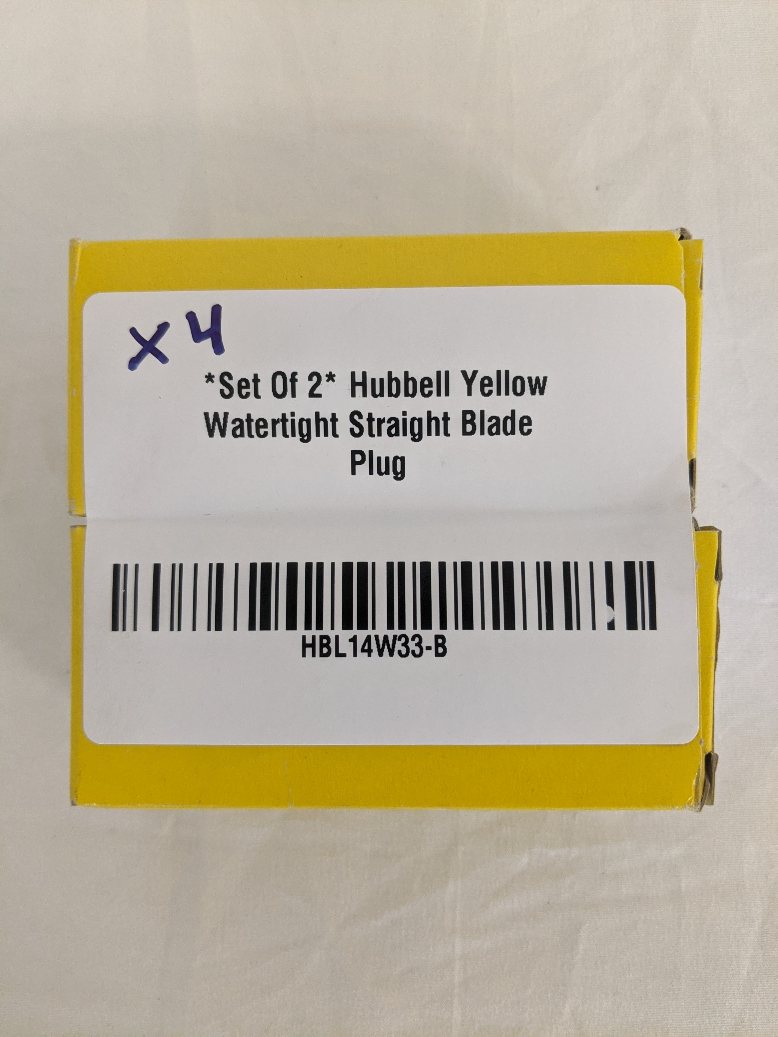 X 4
*Set Of 2* Hubbell Yellow
Watertight Straight Blade
Plug
HBL14W33-B